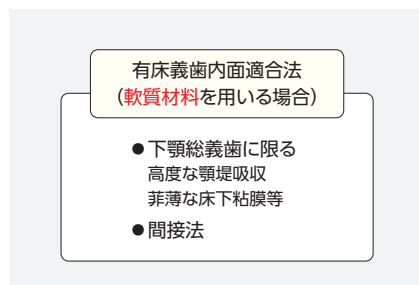 有床義歯内面適合法
（軟質材料を用いる場合）
●下顎総義歯に限る
高度な顎堤吸収
菲薄な床下粘膜等
●間接法